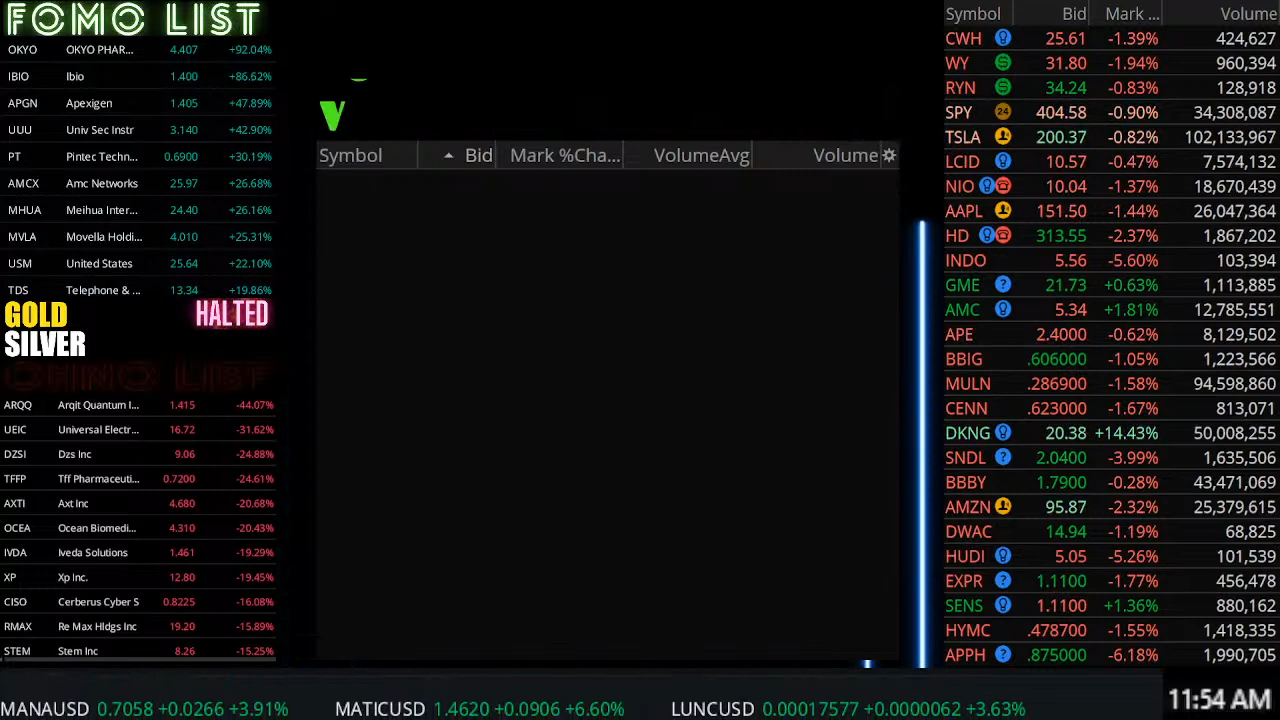 FOMO LIST
OKYO OKYO PHAR... 4.407 +92.04%
IBIO Ibio 1.400 +86.62%
APGN Apexigen 1.405 +47.89%
UUU Univ Sec Instr 3.140 +42.90%
PT Pintec Techn... 0.6900 +30.19%
AMCX Amc Networks 25.97 +26.68%
MHUA Meihua Inter... 24.40 +26.16%
MVLA Movella Holdi... 4.010 +25.31%
USM United States 25.64 +22.10%
TDS Telephone & ... 13.34 +19.86%
GOLD HALTED
SILVER
ARQQ Arqit Quantum I... 1.415 -44.07%
UEIC Universal Electr... 16.72 -31.62%
DZSI Dzs Inc 9.06 -24.88%
TFFP Tff Pharmaceuti... 0.7200 -24.61%
AXTI Axt Inc 4.680 -20.68%
OCEA Ocean Biomedi... 4.310 -20.43%
IVDA Iveda Solutions 1.461 -19.29%
XP Xp Inc. 12.80 -19.45%
CISO Cerberus Cyber S 0.8225 -16.08%
RMAX Re Max Hldgs Inc 19.20 -15.89%
STEM Stem Inc 8.26 -15.25%
V
Symbol Bid Mark %Cha... VolumeAvg Volume
Symbol Bid Mark ... Volume
CWH 25.61 -1.39% 424,627
WY 31.80 -1.94% 960,394
RYN 34.24 -0.83% 128,918
SPY 24 404.58 -0.90% 34,308,087
TSLA 200.37 -0.82% 102,133,967
LCID 10.57 -0.47% 7,574,132
NIO 10.04 -1.37% 18,670,439
AAPL 151.50 -1.44% 26,047,364
HD 313.55 -2.37% 1,867,202
INDO 5.56 -5.60% 103,394
GME ? 21.73 +0.63% 1,113,885
AMC 5.34 +1.81% 12,785,551
APE 2.4000 -0.62% 8,129,502
BBIG .606000 -1.05% 1,223,566
MULN .286900 -1.58% 94,598,860
CENN .623000 -1.67% 813,071
DKNG 20.38 +14.43% 50,008,255
SNDL ? 2.0400 -3.99% 1,635,506
BBBY 1.7900 -0.28% 43,471,069
AMZN 95.87 -2.32% 25,379,615
DWAC 14.94 -1.19% 68,825
HUDI 5.05 -5.26% 101,539
EXPR ? 1.1100 -1.77% 456,478
SENS 1.1100 +1.36% 880,162
HYMC .478700 -1.55% 1,418,335
APPH ? .875000 -6.18% 1,990,705
MANAUSD 0.7058 +0.0266 +3.91% MATICUSD 1.4620 +0.0906 +6.60% LUNCUSD 0.00017577 +0.0000062 +3.63%
11:54 AM